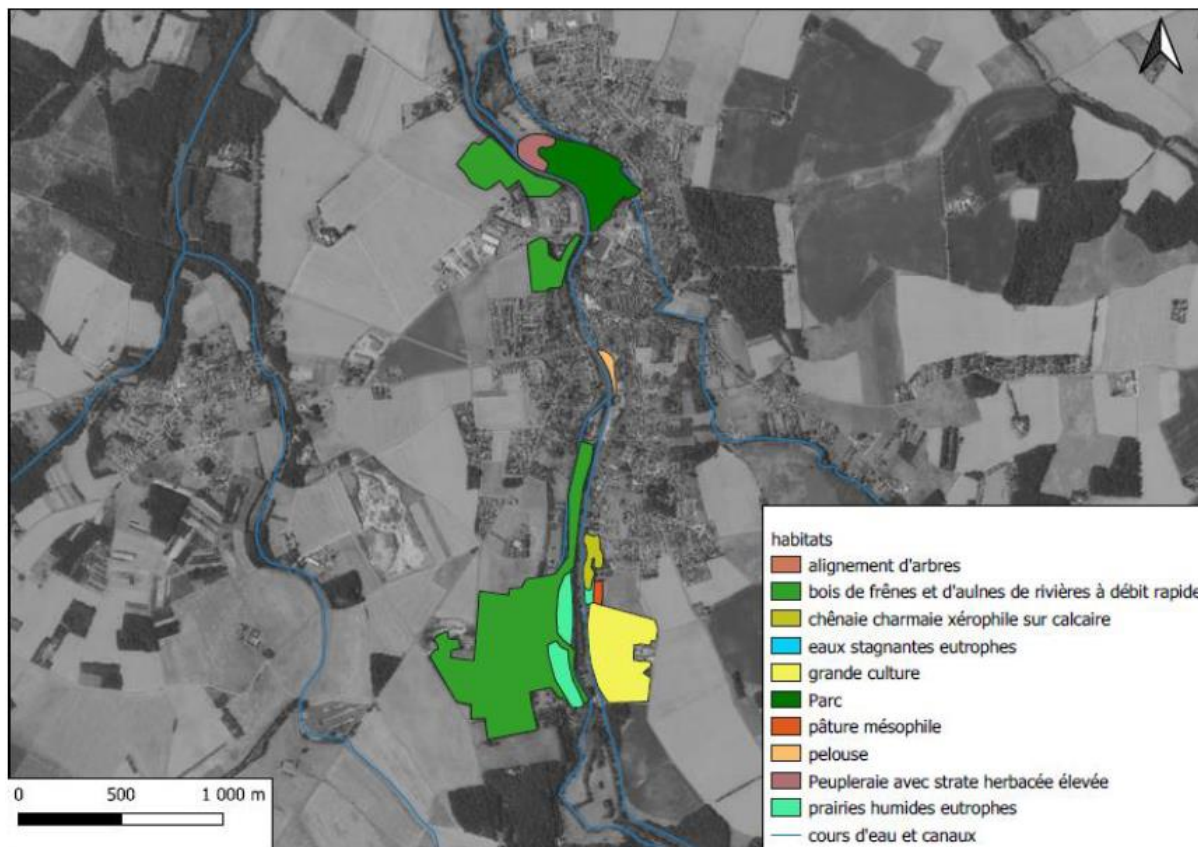 habitats
alignement d'arbres
bois de frênes et d'aulnes de rivières à débit rapide
chênaie charmaie xérophile sur calcaire
eaux stagnantes eutrophes
grande culture
Parc
pâture mésophile
pelouse
Peupleraie avec strate herbacée élevée
prairies humides eutrophes
cours d'eau et canaux
0 500 1 000 m